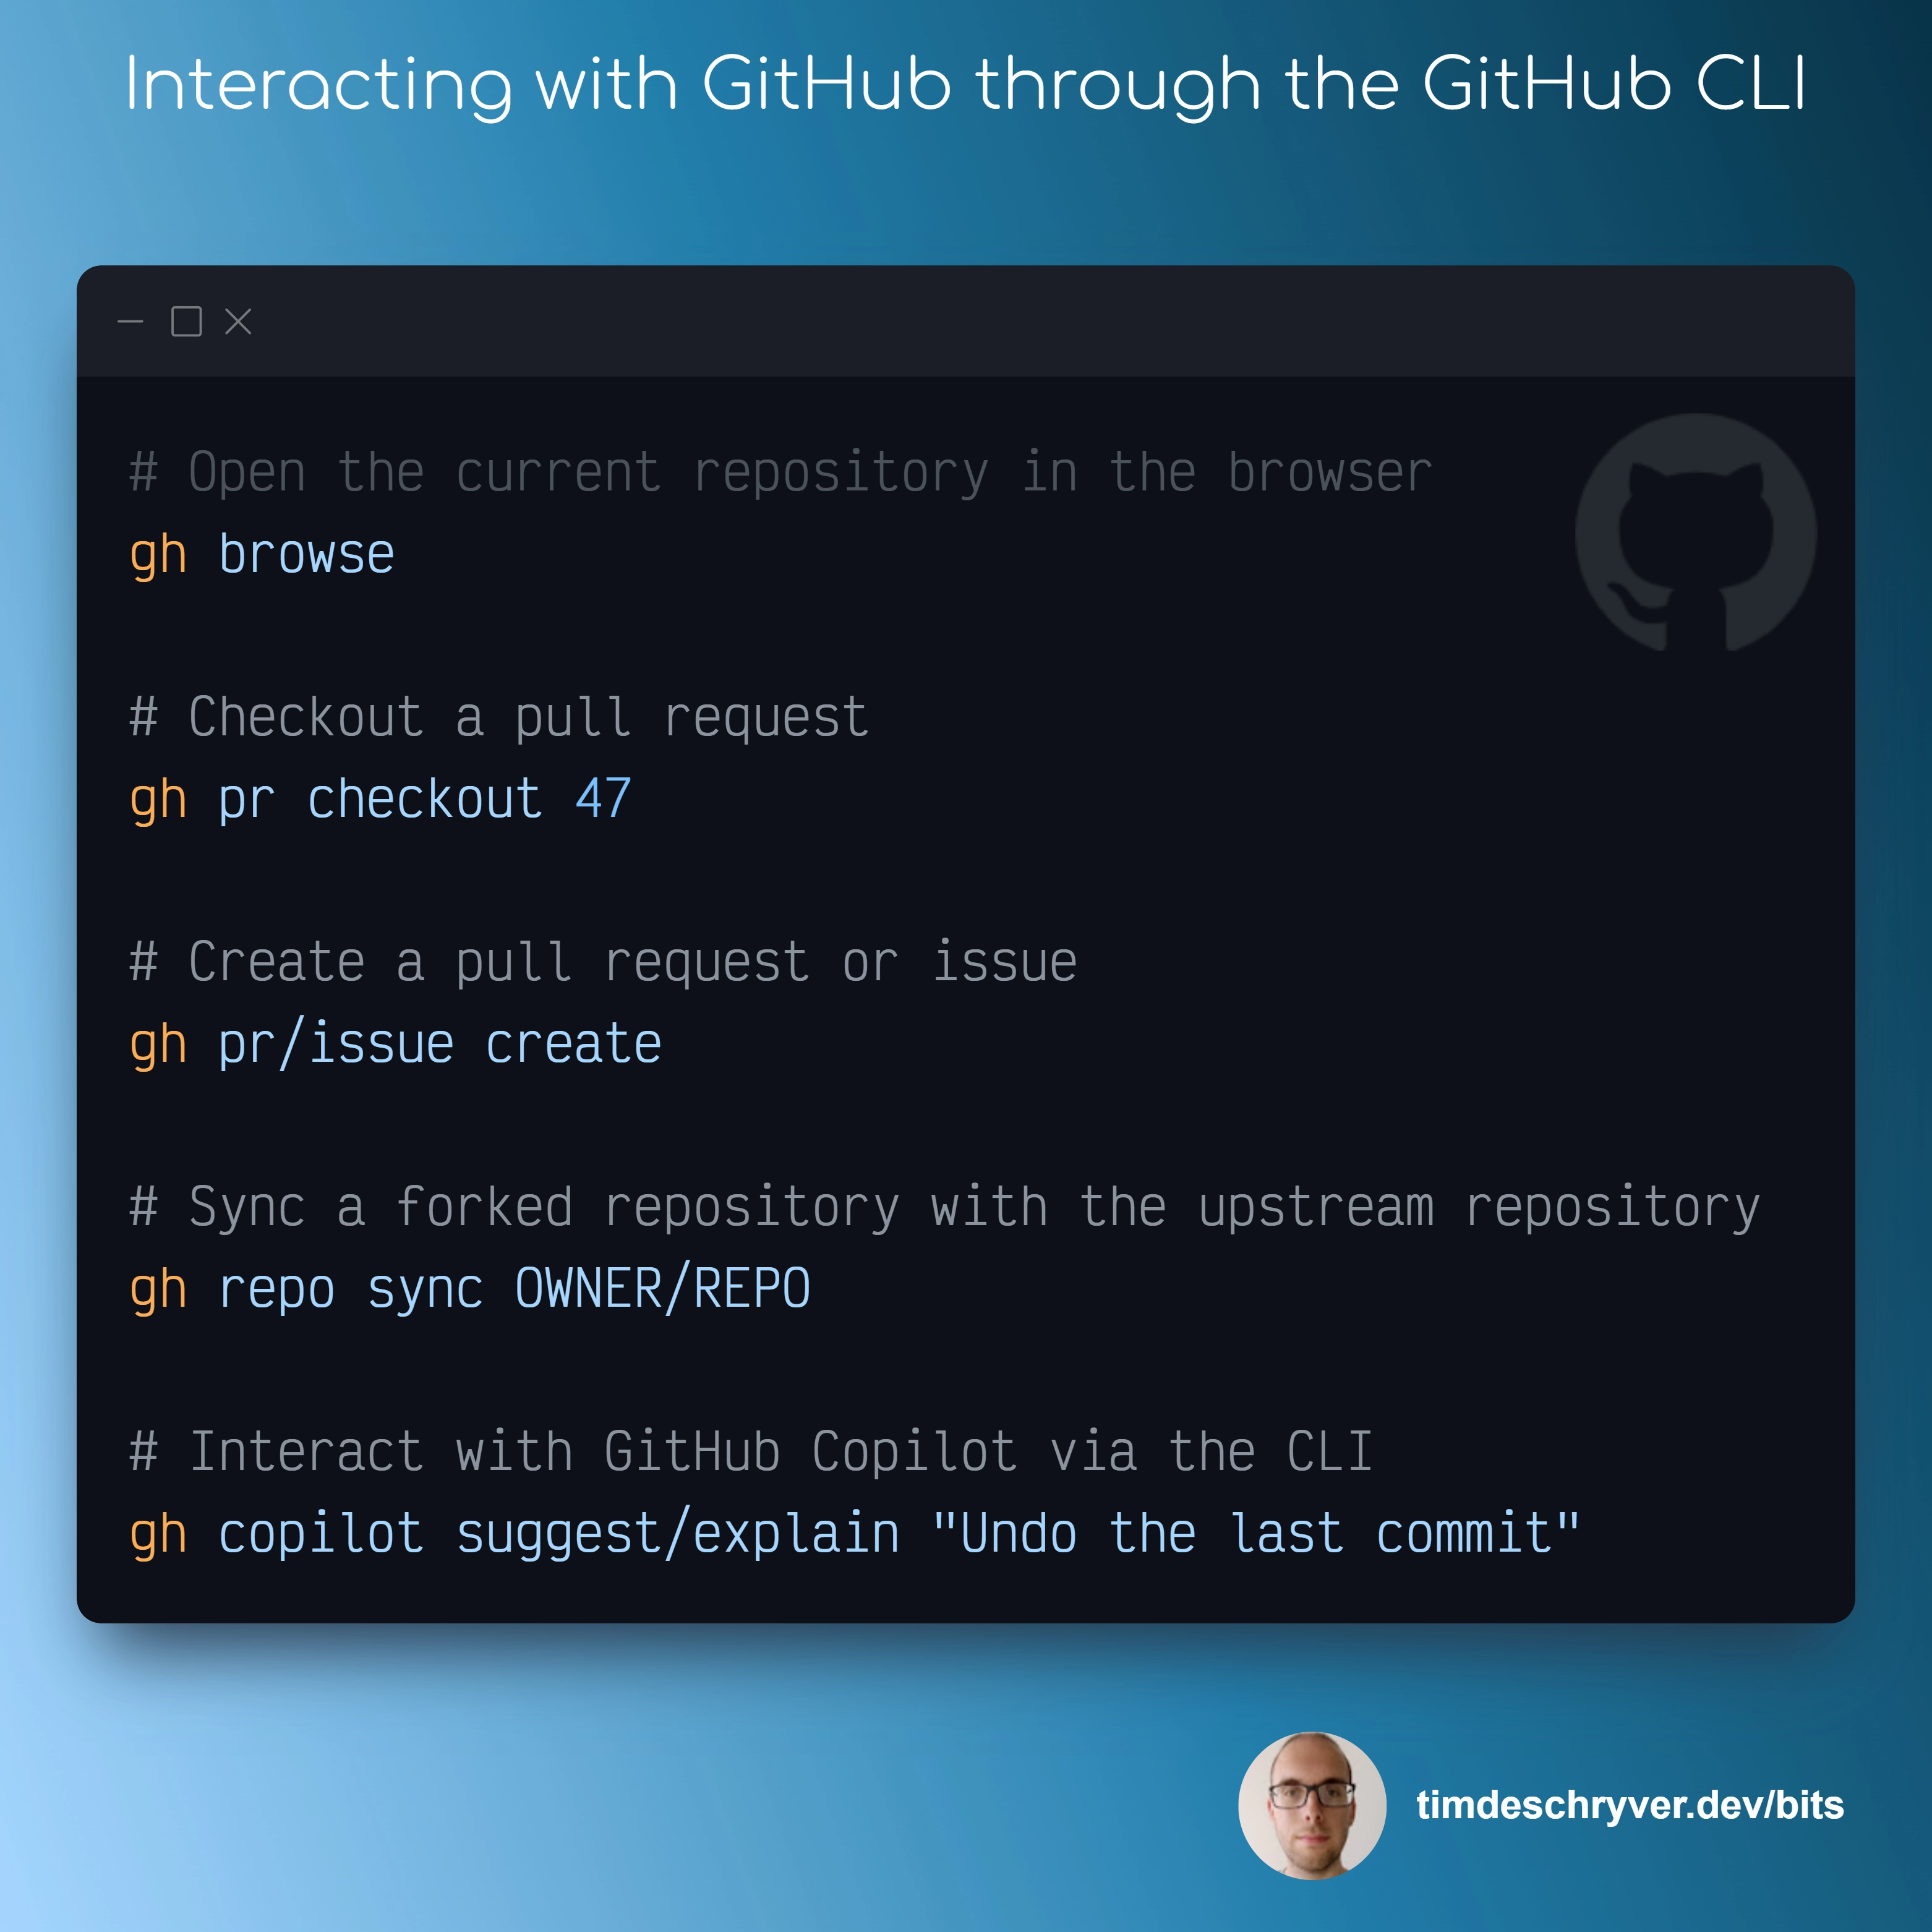 Interacting with GitHub through the GitHub CLI
# Open the current repository in the browser
gh browse
# Checkout a pull request
gh pr checkout 47
# Create a pull request or issue
gh pr/issue create
# Sync a forked repository with the upstream repository
gh repo sync OWNER/REPO
# Interact with GitHub Copilot via the CLI
gh copilot suggest/explain "Undo the last commit"
timdeschryver.dev/bits